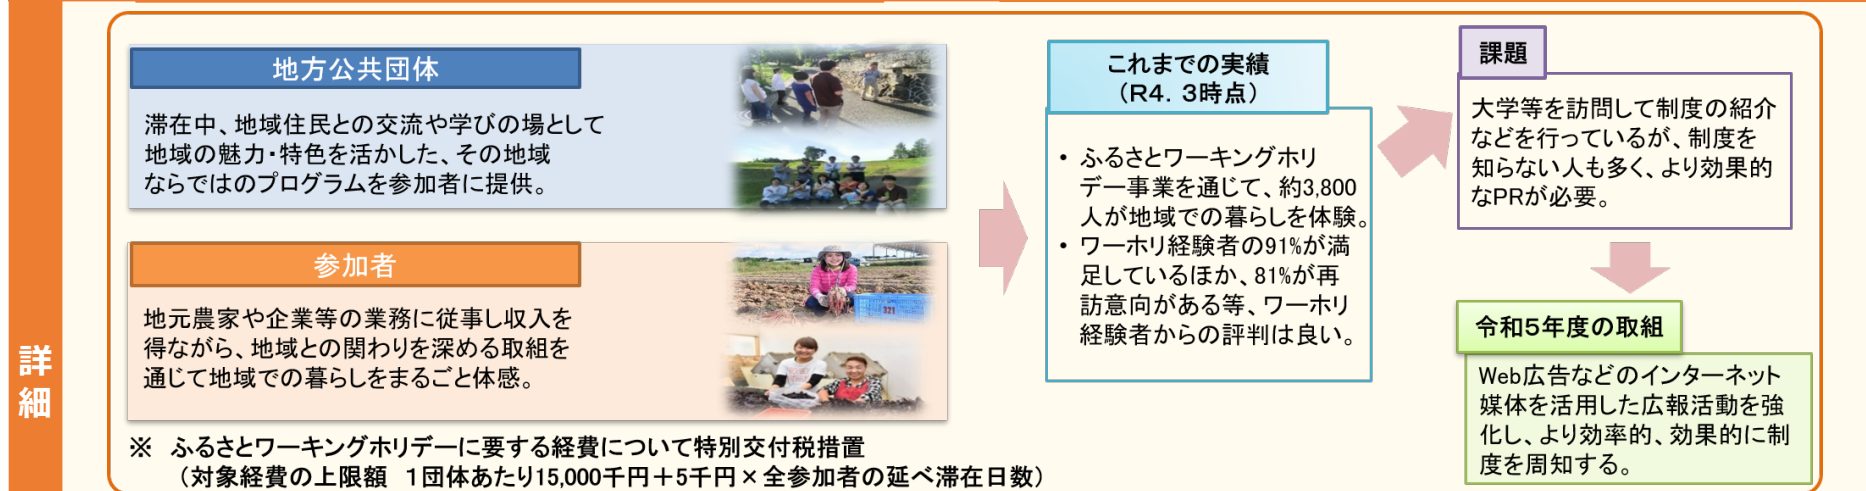 詳細
地方公共団体
滞在中、地域住民との交流や学びの場として
地域の魅力・特色を活かした、その地域
ならではのプログラムを参加者に提供。
参加者
地元農家や企業等の業務に従事し収入を
得ながら、地域との関わりを深める取組を
通じて地域での暮らしをまるごと体感。
※ ふるさとワーキングホリデーに要する経費について特別交付税措置
（対象経費の上限額 1団体あたり15,000千円＋5千円×全参加者の延べ滞在日数）
これまでの実績
（R4．3時点）
・ ふるさとワーキングホリ
デー事業を通じて、約3,800
人が地域での暮らしを体験。
・ ワーホリ経験者の91%が満
足しているほか、81%が再
訪意向がある等、ワーホリ
経験者からの評判は良い。
課題
大学等を訪問して制度の紹介
などを行っているが、制度を
知らない人も多く、より効果的
なPRが必要。
令和5年度の取組
Web広告などのインターネット
媒体を活用した広報活動を強
化し、より効率的、効果的に制
度を周知する。
321